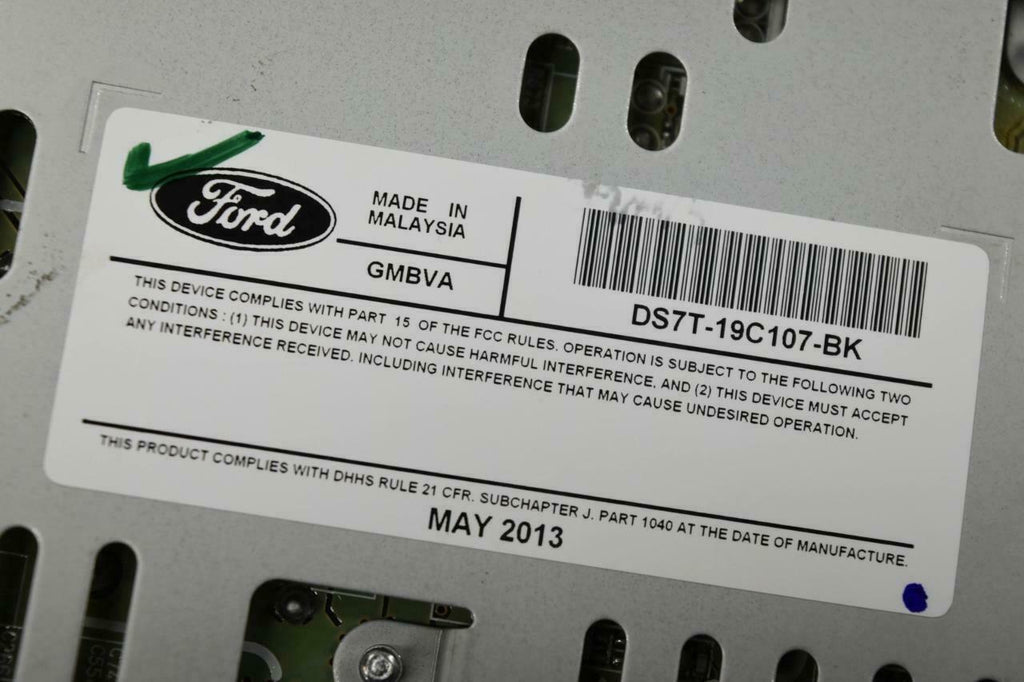 Ford
MADE IN
MALAYSIA
GMBVA
DS7T-19C107-BK
THIS DEVICE COMPLIES WITH PART 15 OF THE FCC RULES. OPERATION IS SUBJECT TO THE FOLLOWING TWO
CONDITIONS : (1) THIS DEVICE MAY NOT CAUSE HARMFUL INTERFERENCE, AND (2) THIS DEVICE MUST ACCEPT
ANY INTERFERENCE RECEIVED. INCLUDING INTERFERENCE THAT MAY CAUSE UNDESIRED OPERATION.
THIS PRODUCT COMPLIES WITH DHHS RULE 21 CFR. SUBCHAPTER J. PART 1040 AT THE DATE OF MANUFACTURE.
MAY 2013